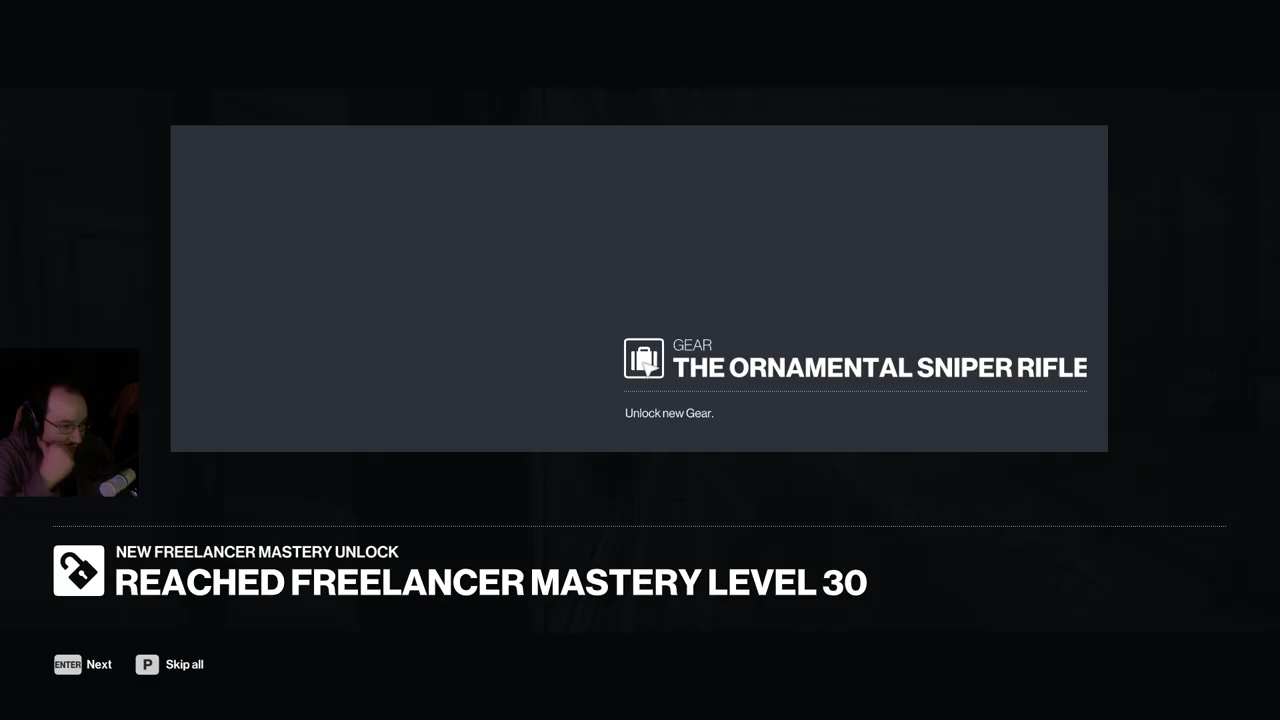 GEAR
THE ORNAMENTAL SNIPER RIFLE
Unlock new Gear.
NEW FREELANCER MASTERY UNLOCK
REACHED FREELANCER MASTERY LEVEL 30
ENTER Next P Skip all